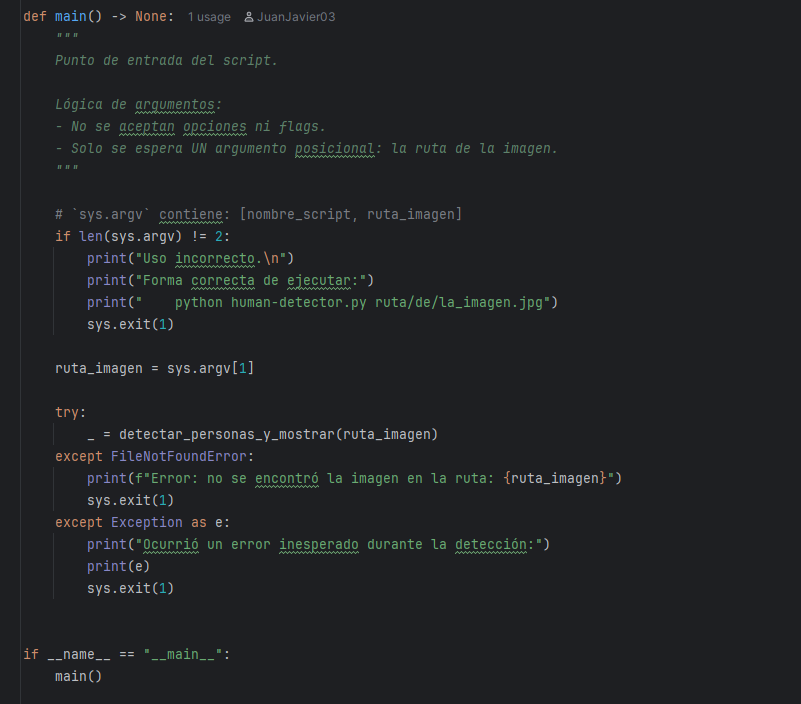 def main() -> None: 1 usage JuanJavier03
"""
Punto de entrada del script.
Lógica de argumentos:
- No se aceptan opciones ni flags.
- Solo se espera UN argumento posicional: la ruta de la imagen.
"""
# `sys.argv` contiene: [nombre_script, ruta_imagen]
if len(sys.argv) != 2:
print("Uso incorrecto.\n")
print("Forma correcta de ejecutar:")
print("    python human-detector.py ruta/de/la_imagen.jpg")
sys.exit(1)
ruta_imagen = sys.argv[1]
try:
_ = detectar_personas_y_mostrar(ruta_imagen)
except FileNotFoundError:
print(f"Error: no se encontró la imagen en la ruta: {ruta_imagen}")
sys.exit(1)
except Exception as e:
print("Ocurrió un error inesperado durante la detección:")
print(e)
sys.exit(1)
if __name__ == "__main__":
main()